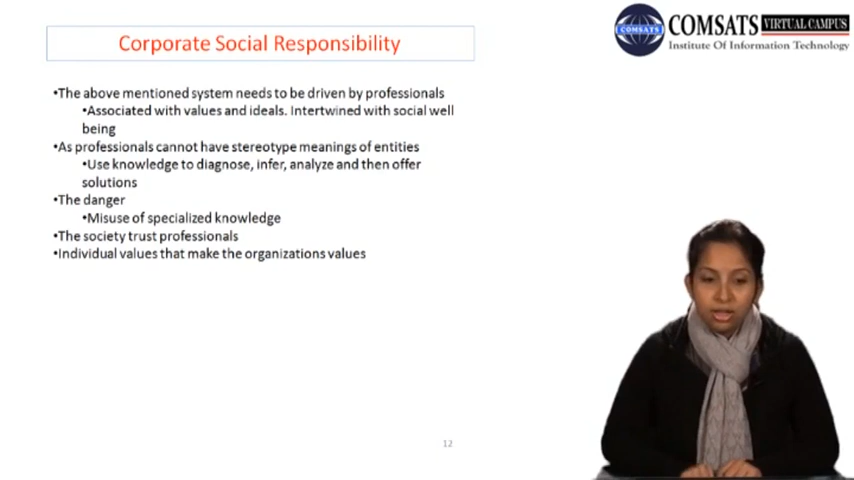 Corporate Social Responsibility
COMSATS VIRTUAL CAMPUS
COMSATS
Institute Of Information Technology
•The above mentioned system needs to be driven by professionals
•Associated with values and ideals. Intertwined with social well
being
•As professionals cannot have stereotype meanings of entities
•Use knowledge to diagnose, infer, analyze and then offer
solutions
•The danger
•Misuse of specialized knowledge
•The society trust professionals
•Individual values that make the organizations values
12